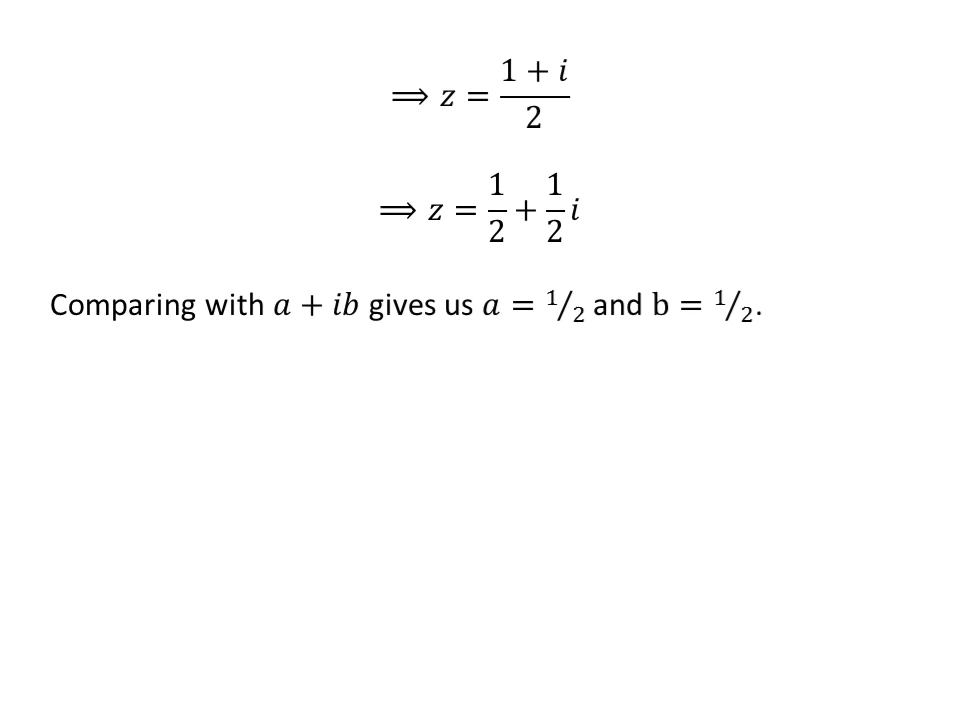 ⟹ z = (1 + i)/2
⟹ z = 1/2 + 1/2 i
Comparing with a + ib gives us a = 1/2 and b = 1/2.